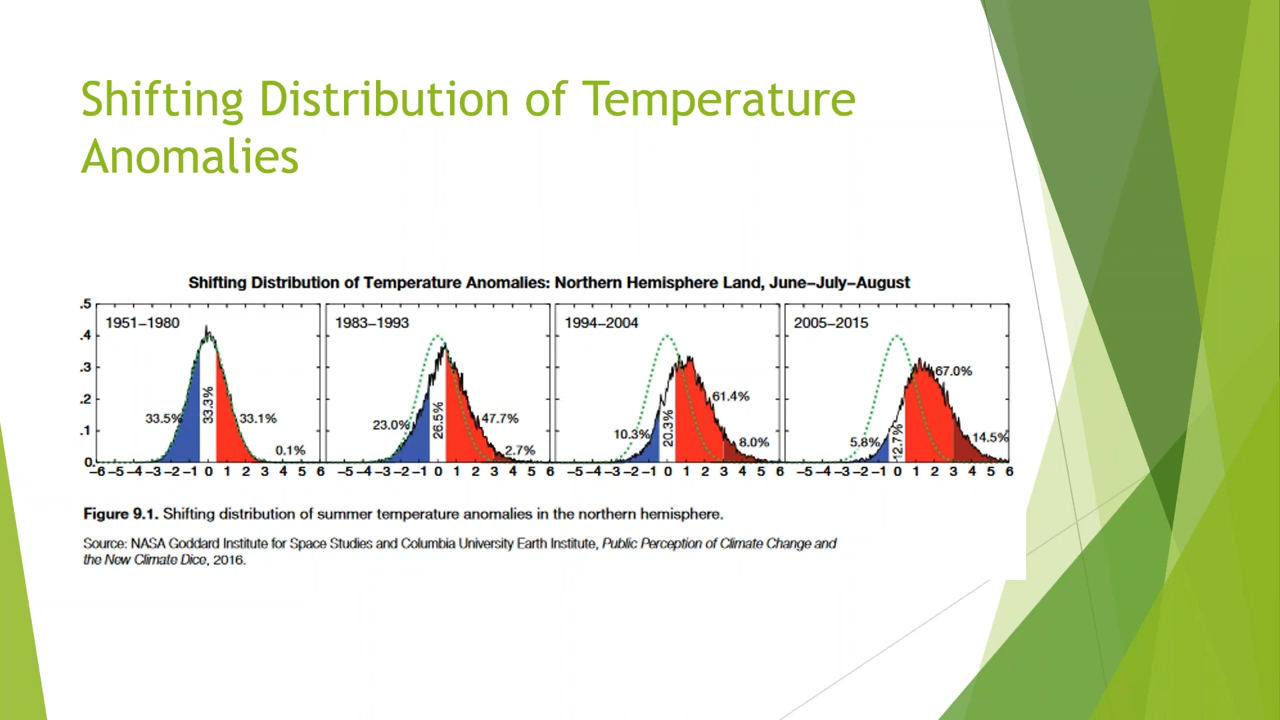 Shifting Distribution of Temperature
Anomalies
Shifting Distribution of Temperature Anomalies: Northern Hemisphere Land, June–July–August
1951–1980
1983–1993
1994–2004
2005–2015
.5
.4
.3
.2
.1
0.
33.5%
33.3%
33.1%
0.1%
23.0%
26.5%
47.7%
2.7%
10.3%
20.3%
61.4%
8.0%
5.8%
12.7%
67.0%
14.5%
–6 –5 –4 –3 –2 –1 0 1 2 3 4 5 6
–5 –4 –3 –2 –1 0 1 2 3 4 5 6
–5 –4 –3 –2 –1 0 1 2 3 4 5 6
–5 –4 –3 –2 –1 0 1 2 3 4 5 6
Figure 9.1. Shifting distribution of summer temperature anomalies in the northern hemisphere.
Source: NASA Goddard Institute for Space Studies and Columbia University Earth Institute, Public Perception of Climate Change and
the New Climate Dice, 2016.